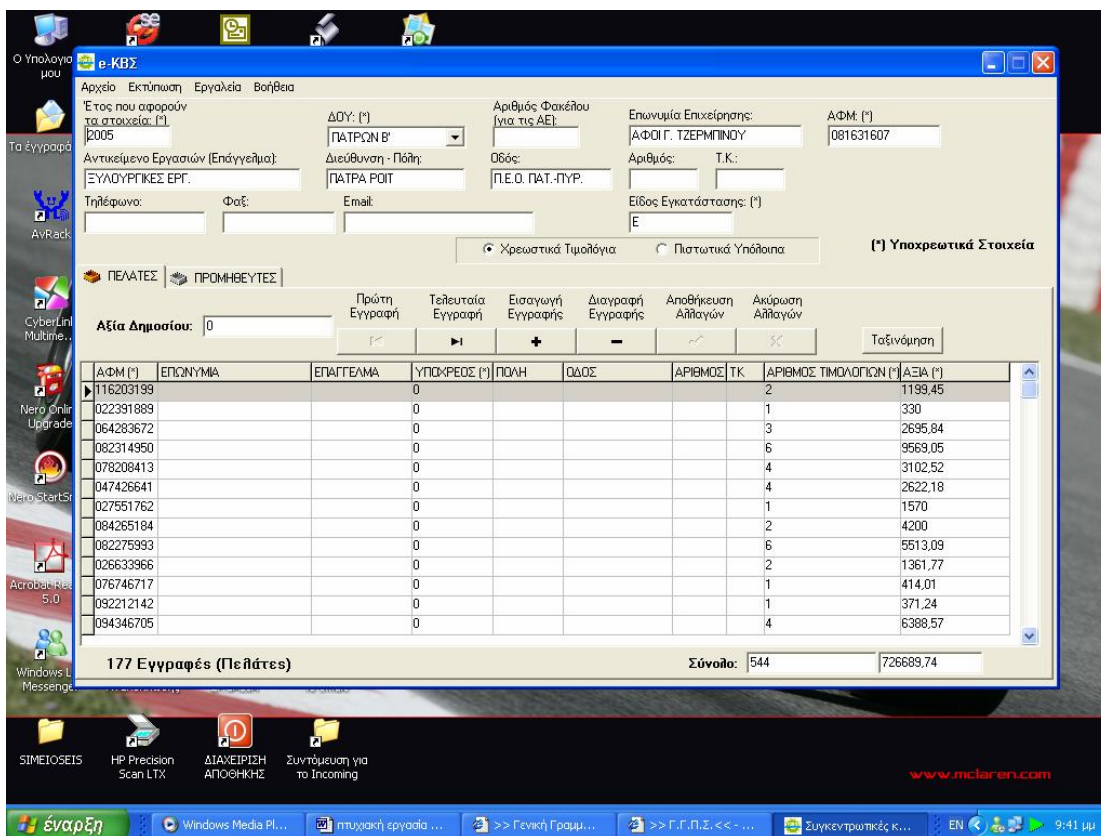 Ο Υπολογισ
μου
e-ΚΒΣ
Αρχείο Εκτύπωση Εργαλεία Βοήθεια
Έτος που αφορούν
τα στοιχεία: (*)
ΔΟΥ: (*)
Αριθμός Φακέλου
(για τις ΑΕ):
Επωνυμία Επιχείρησης:
ΑΦΜ: (*)
2005
ΠΑΤΡΩΝ Β'
ΑΦΟΙ Γ. ΤΖΕΡΜΠΙΝΟΥ
081631607
Τα έγγραφά
Αντικείμενο Εργασιών (Επάγγελμα):
Διεύθυνση - Πόλη:
Οδός:
Αριθμός:
Τ.Κ.:
ΞΥΛΟΥΡΓΙΚΕΣ ΕΡΓ.
ΠΑΤΡΑ ΡΟΙΤ
Π.Ε.Ο. ΠΑΤ.-ΠΥΡ.
Τηλέφωνο:
Φαξ:
Email:
Είδος Εγκατάστασης: (*)
Ε
AvRack
Χρεωστικά Τιμολόγια
Πιστωτικά Υπόλοιπα
(*) Υποχρεωτικά Στοιχεία
ΠΕΛΑΤΕΣ
ΠΡΟΜΗΘΕΥΤΕΣ
CyberLin
Multime..
Αξία Δημοσίου: 0
Πρώτη Εγγραφή
Τελευταία Εγγραφή
Εισαγωγή Εγγραφής
Διαγραφή Εγγραφής
Αποθήκευση Αλλαγών
Ακύρωση Αλλαγών
Ταξινόμηση
ΑΦΜ (*) ΕΠΩΝΥΜΙΑ ΕΠΑΓΓΕΛΜΑ ΥΠΟΧΡΕΟΣ (*) ΠΟΛΗ ΟΔΟΣ ΑΡΙΘΜΟΣ ΤΚ ΑΡΙΘΜΟΣ ΤΙΜΟΛΟΓΙΩΝ (*) ΑΞΙΑ (*)
116203199 0 2 1199,45
022391889 0 1 330
064283672 0 3 2695,84
082314950 0 6 9569,05
078208413 0 4 3102,52
047426641 0 4 2622,18
027551762 0 1 1570
084265184 0 2 4200
082275993 0 6 5513,09
026633966 0 2 1361,77
076746717 0 1 414,01
092212142 0 1 371,24
094346705 0 4 6388,57
177 Εγγραφές (Πελάτες)
Σύνολο: 544 726689,74
Nero Onlin
Upgrade
Nero StartSm
Acrobat Rea
5.0
Windows L
Messenge
SIMEIOSEIS
HP Precision
Scan LTX
ΔΙΑΧΕΙΡΙΣΗ
ΑΠΟΘΗΚΗΣ
Συντόμευση για
το Incoming
www.mclaren.com
έναρξη
Windows Media Pl...
πτυχιακή εργασία ...
>> Γενική Γραμμ...
>> Γ.Γ.Π.Σ.<< - ...
Συγκεντρωτικές κ...
EN
9:41 μμ